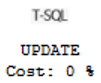 T-SQL
UPDATE
Cost: 0 %